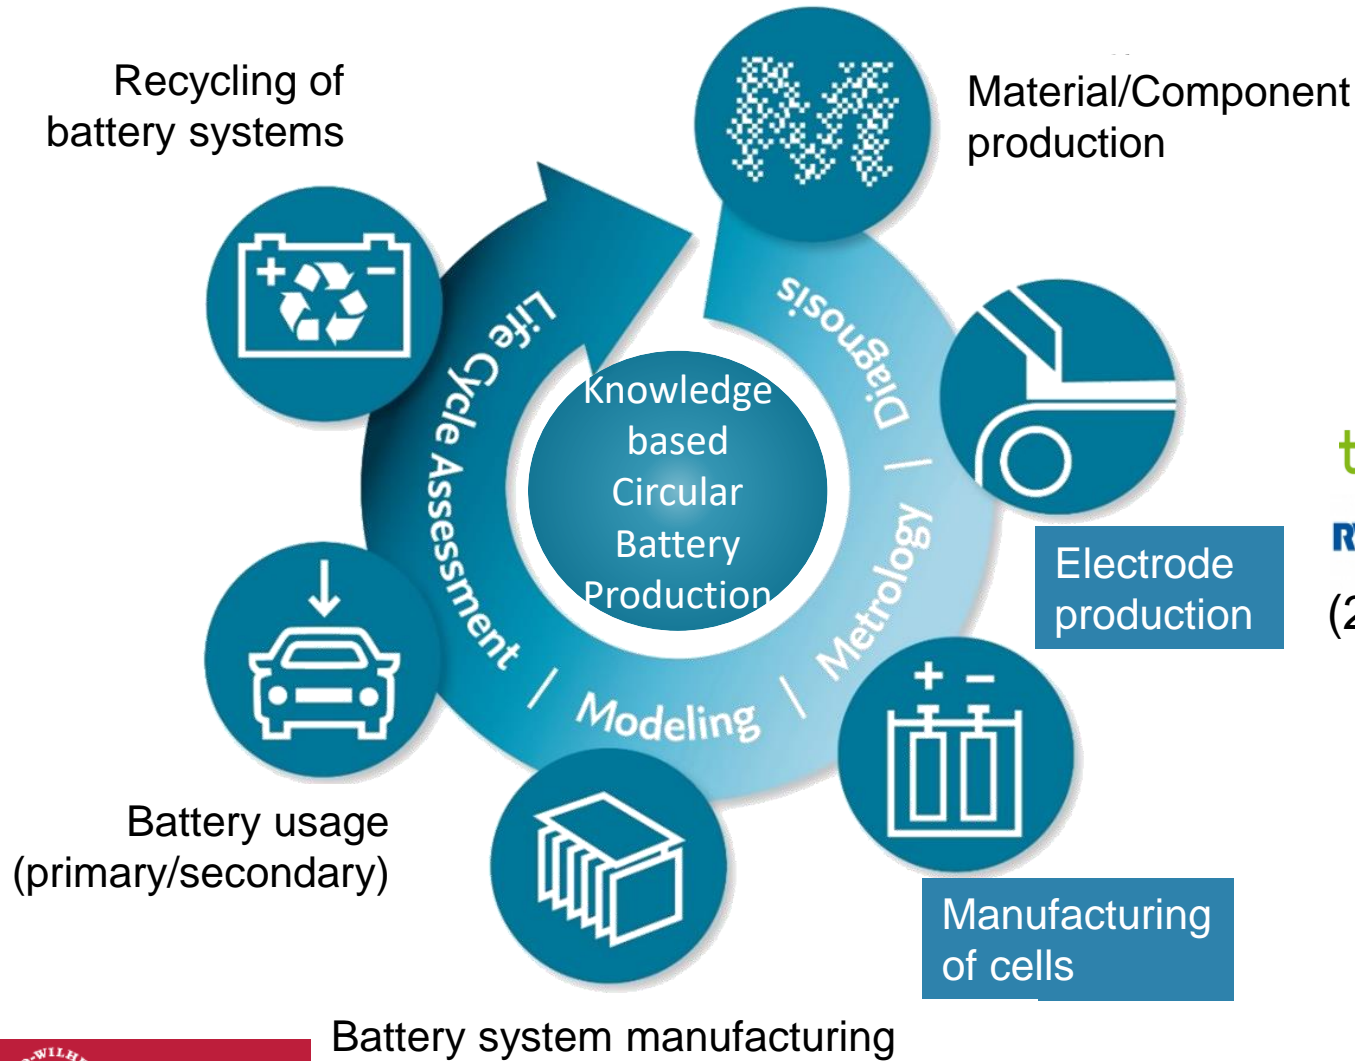 Recycling of
battery systems
Material/Component
production
Electrode
production
Manufacturing
of cells
Battery system manufacturing
Battery usage
(primary/secondary)
Knowledge
based
Circular
Battery
Production
Diagnosis | Metrology | Modeling | Life Cycle Assessment
+ -
+ -
(2